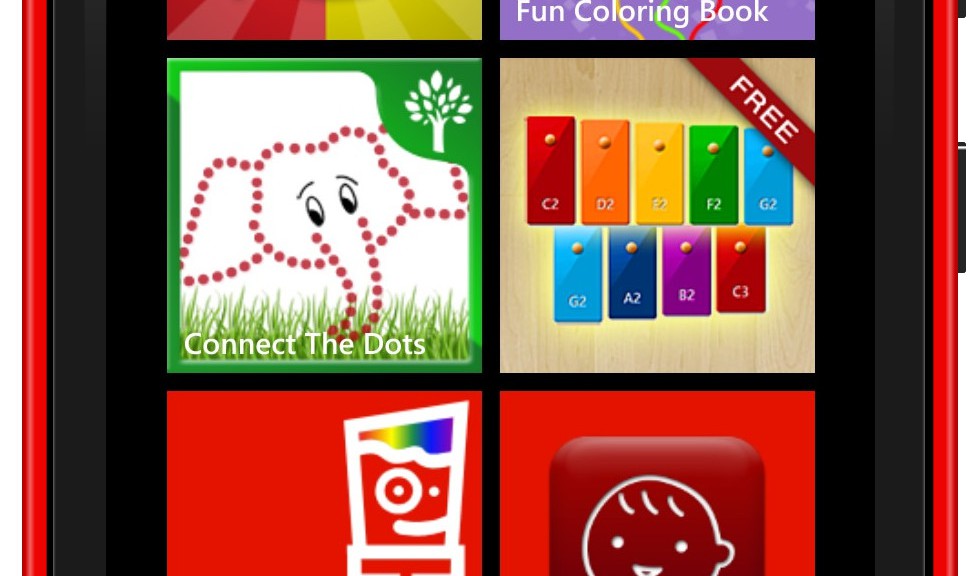 Fun Coloring Book
FREE
C2 D2 E2 F2 G2
G2 A2 B2 C3
Connect The Dots